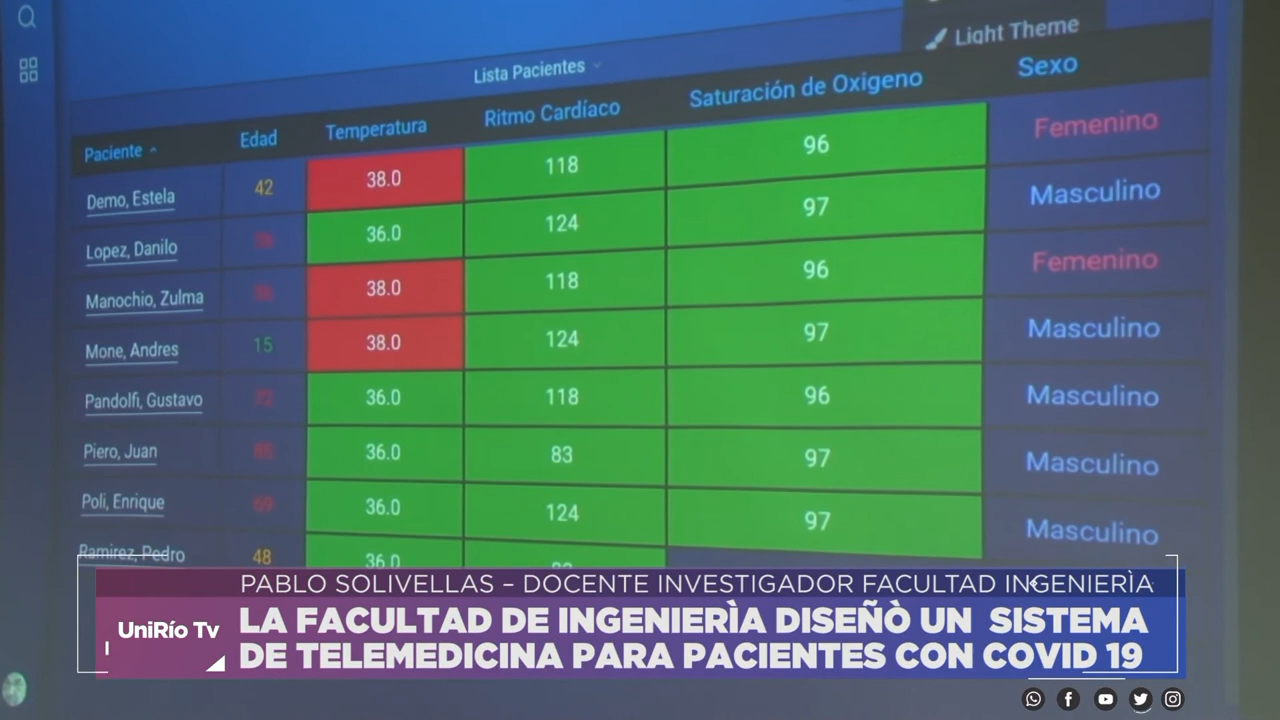 Light Theme
Lista Pacientes
Paciente Edad Temperatura Ritmo Cardíaco Saturación de Oxigeno Sexo
Demo, Estela 42 38.0 118 96 Femenino
Lopez, Danilo 36.0 124 97 Masculino
Manochio, Zulma 38.0 118 96 Femenino
Mone, Andres 15 38.0 124 97 Masculino
Pandolfi, Gustavo 36.0 118 96 Masculino
Piero, Juan 36.0 83 97 Masculino
Poli, Enrique 69 36.0 124 97 Masculino
Ramirez, Pedro 48 36.0
PABLO SOLIVELLAS – DOCENTE INVESTIGADOR FACULTAD INGENIERÌA
UniRío Tv
LA FACULTAD DE INGENIERÌA DISEÑÒ UN SISTEMA
DE TELEMEDICINA PARA PACIENTES CON COVID 19